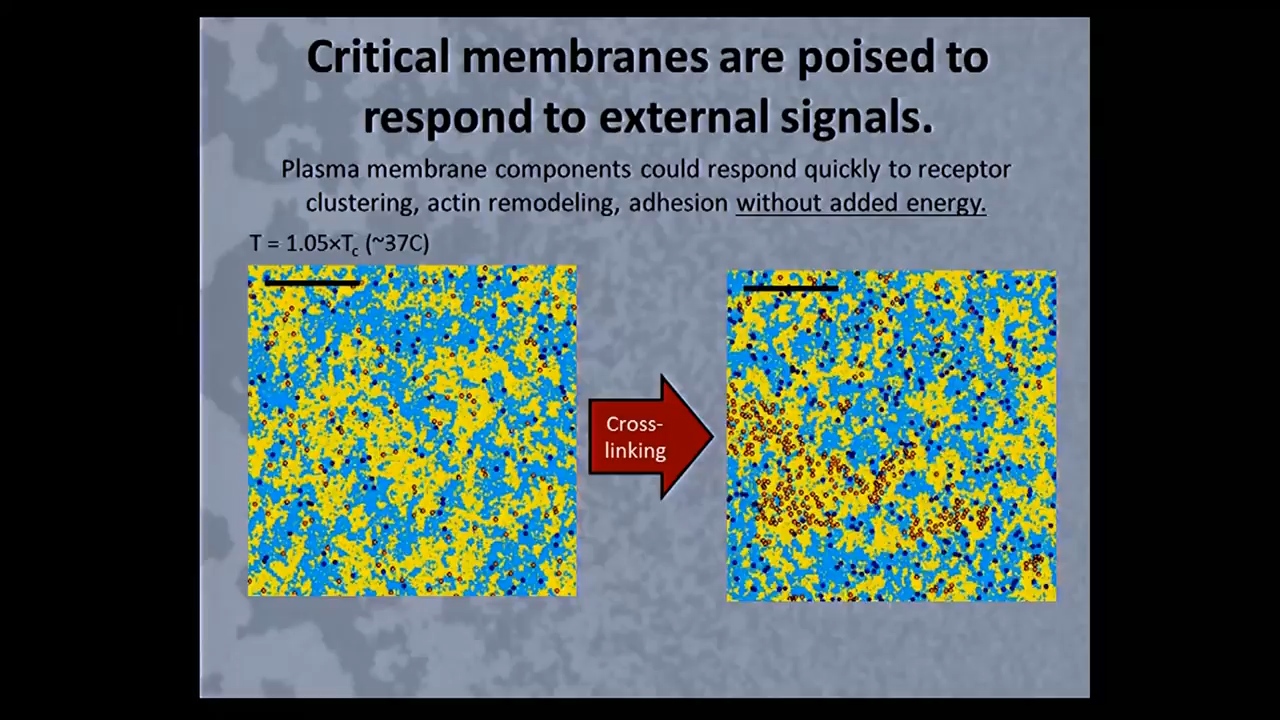 Critical membranes are poised to
respond to external signals.
Plasma membrane components could respond quickly to receptor
clustering, actin remodeling, adhesion without added energy.
T = 1.05×Tc (~37C)
Cross-
linking